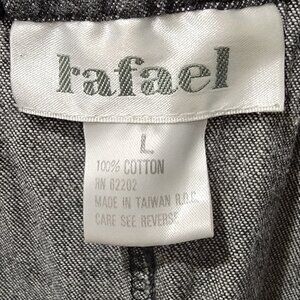 rafael
L
100% COTTON
RN 62202
MADE IN TAIWAN R.O.C.
CARE SEE REVERSE